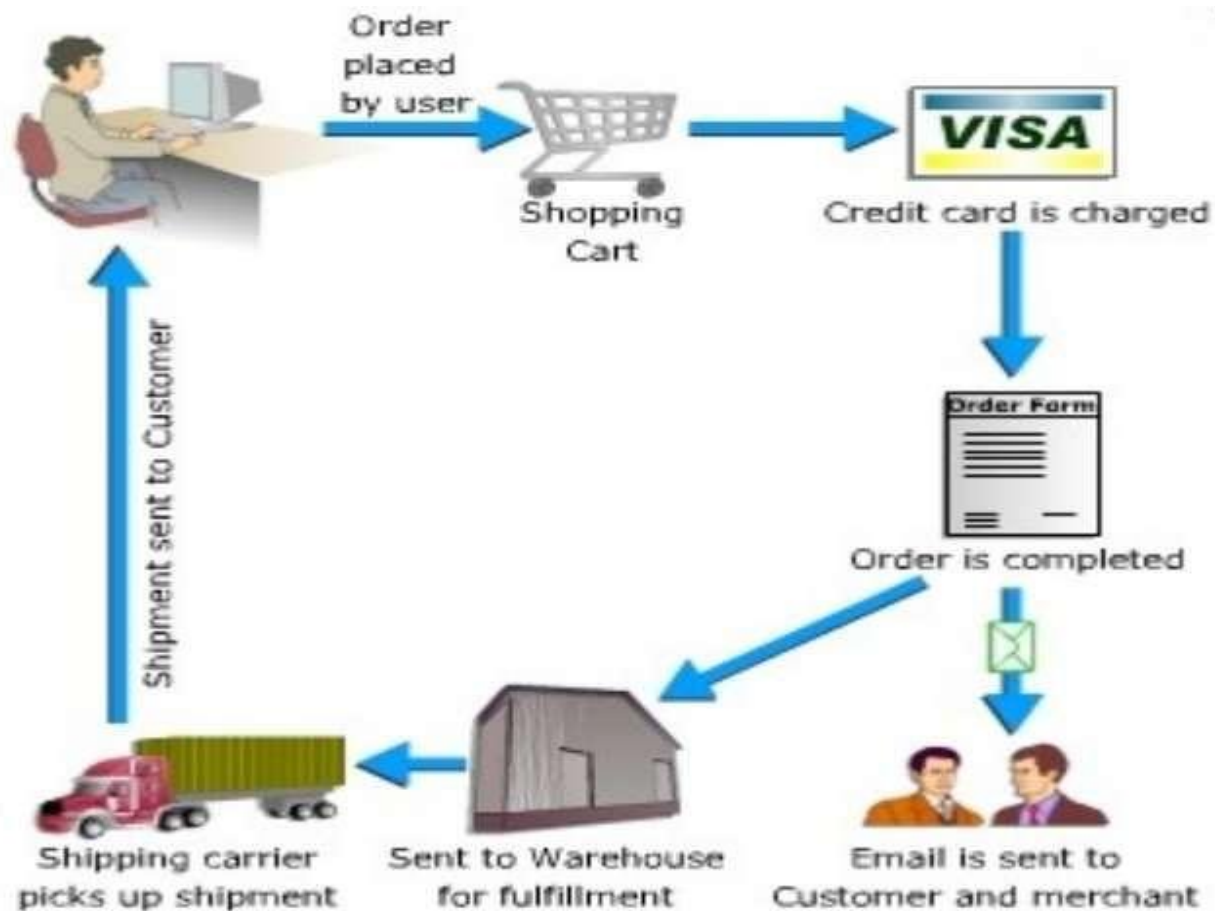 Order
placed
by user
Shopping
Cart
VISA
Credit card is charged
Order Form
Order is completed
Shipment sent to Customer
Shipping carrier
picks up shipment
Sent to Warehouse
for fulfillment
Email is sent to
Customer and merchant